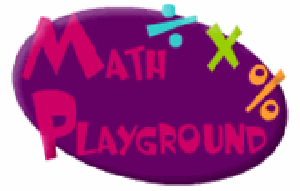 MATH ÷ × %
PLAYGROUND